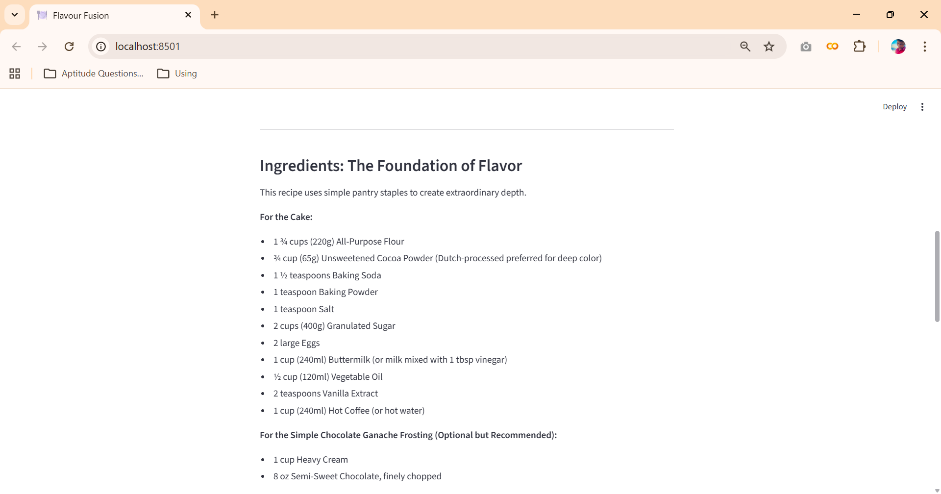 Flavour Fusion
localhost:8501
Aptitude Questions...
Using
Deploy
Ingredients: The Foundation of Flavor
This recipe uses simple pantry staples to create extraordinary depth.
For the Cake:
• 1 ¾ cups (220g) All-Purpose Flour
• ¾ cup (65g) Unsweetened Cocoa Powder (Dutch-processed preferred for deep color)
• 1 ½ teaspoons Baking Soda
• 1 teaspoon Baking Powder
• 1 teaspoon Salt
• 2 cups (400g) Granulated Sugar
• 2 large Eggs
• 1 cup (240ml) Buttermilk (or milk mixed with 1 tbsp vinegar)
• ½ cup (120ml) Vegetable Oil
• 2 teaspoons Vanilla Extract
• 1 cup (240ml) Hot Coffee (or hot water)
For the Simple Chocolate Ganache Frosting (Optional but Recommended):
• 1 cup Heavy Cream
• 8 oz Semi-Sweet Chocolate, finely chopped